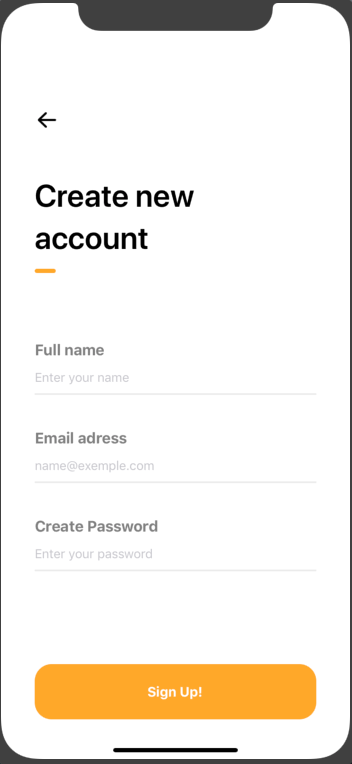 Create new
account
Full name
Enter your name
Email adress
name@exemple.com
Create Password
Enter your password
Sign Up!